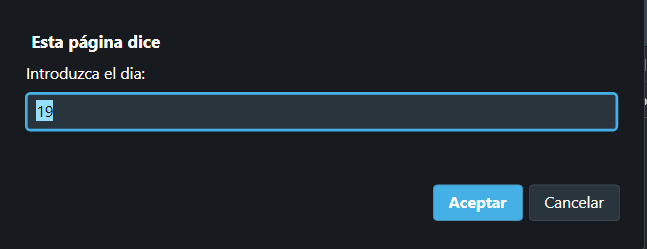 Esta página dice
Introduzca el dia:
19
Aceptar
Cancelar